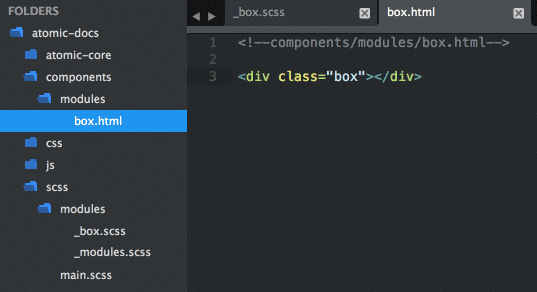 FOLDERS
atomic-docs
atomic-core
components
modules
box.html
css
js
scss
modules
_box.scss
_modules.scss
main.scss
_box.scss
box.html
1 <!--components/modules/box.html-->
2
3 <div class="box"></div>